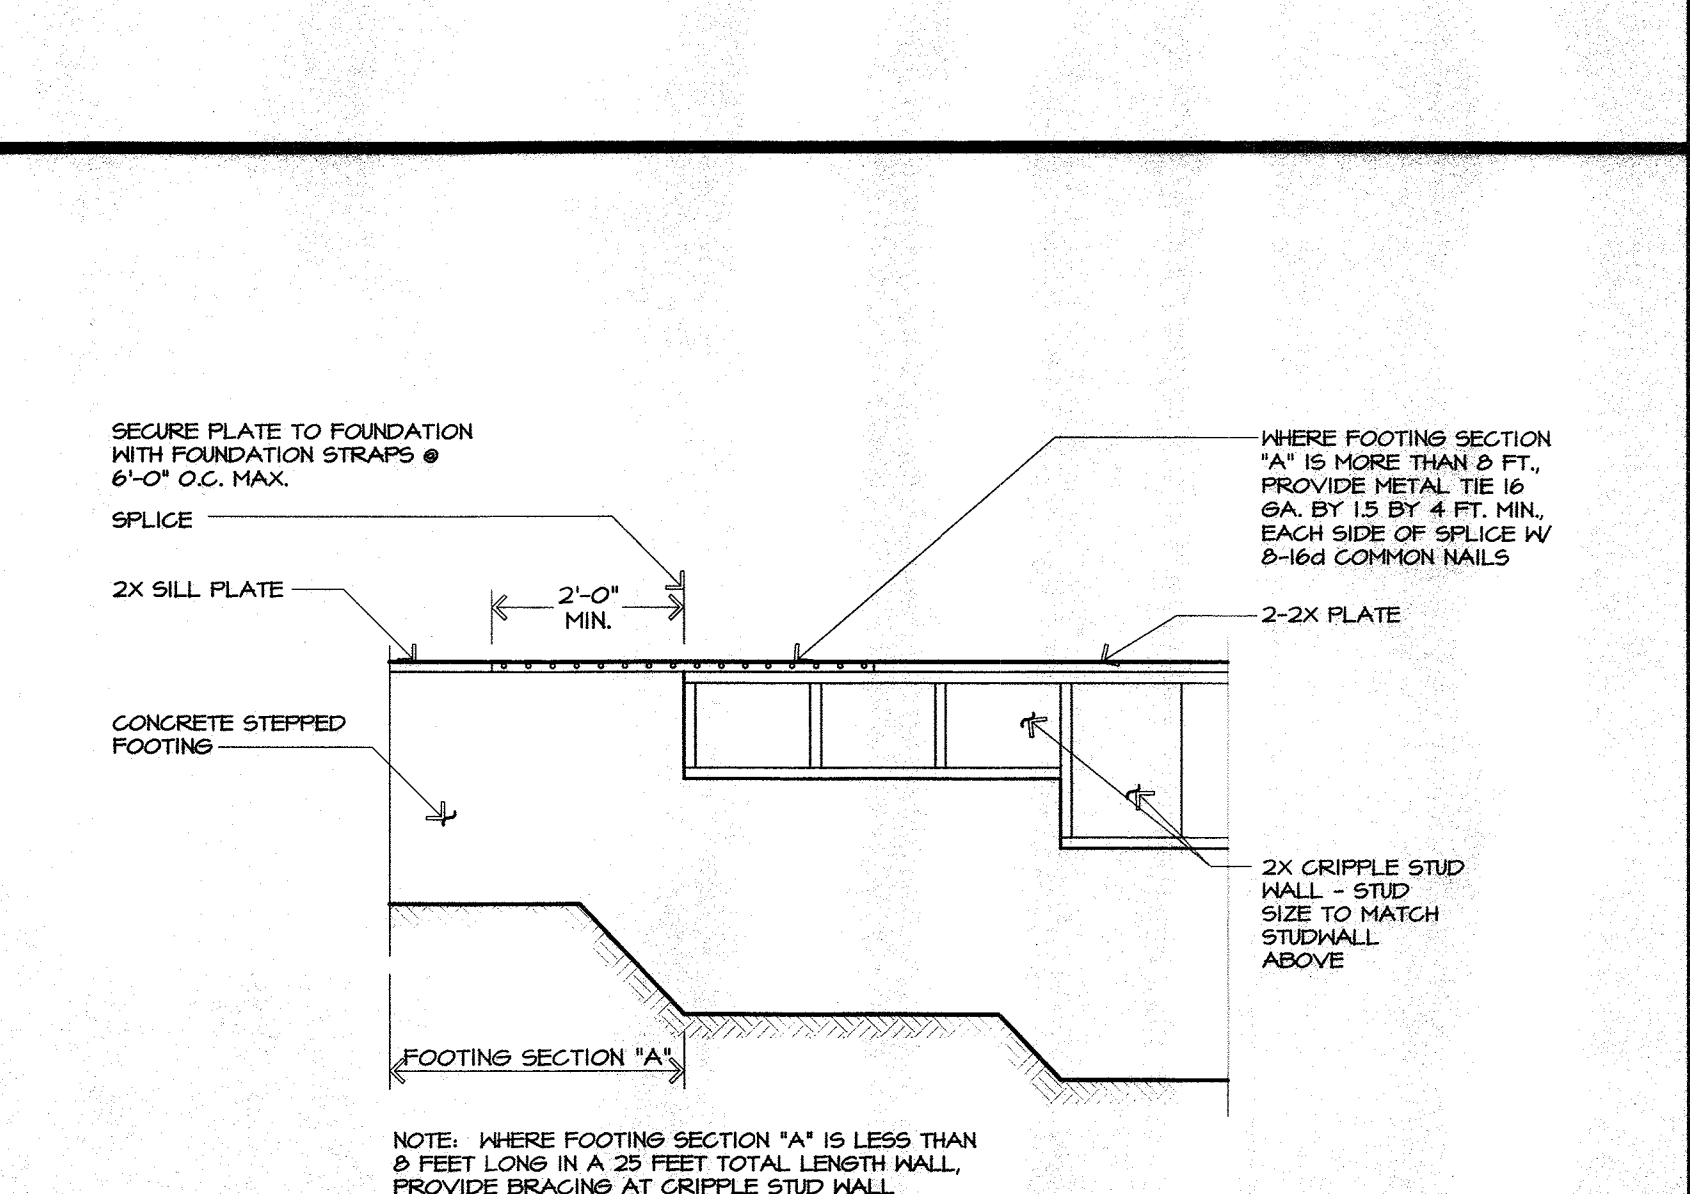 SECURE PLATE TO FOUNDATION
WITH FOUNDATION STRAPS @
6'-0" O.C. MAX.
SPLICE
2X SILL PLATE
2'-0"
MIN.
CONCRETE STEPPED
FOOTING
WHERE FOOTING SECTION
"A" IS MORE THAN 8 FT.,
PROVIDE METAL TIE 16
GA. BY 1.5 BY 4 FT. MIN.,
EACH SIDE OF SPLICE W/
8-16d COMMON NAILS
2-2X PLATE
2X CRIPPLE STUD
WALL - STUD
SIZE TO MATCH
STUDWALL
ABOVE
FOOTING SECTION "A"
NOTE: WHERE FOOTING SECTION "A" IS LESS THAN
8 FEET LONG IN A 25 FEET TOTAL LENGTH WALL,
PROVIDE BRACING AT CRIPPLE STUD WALL